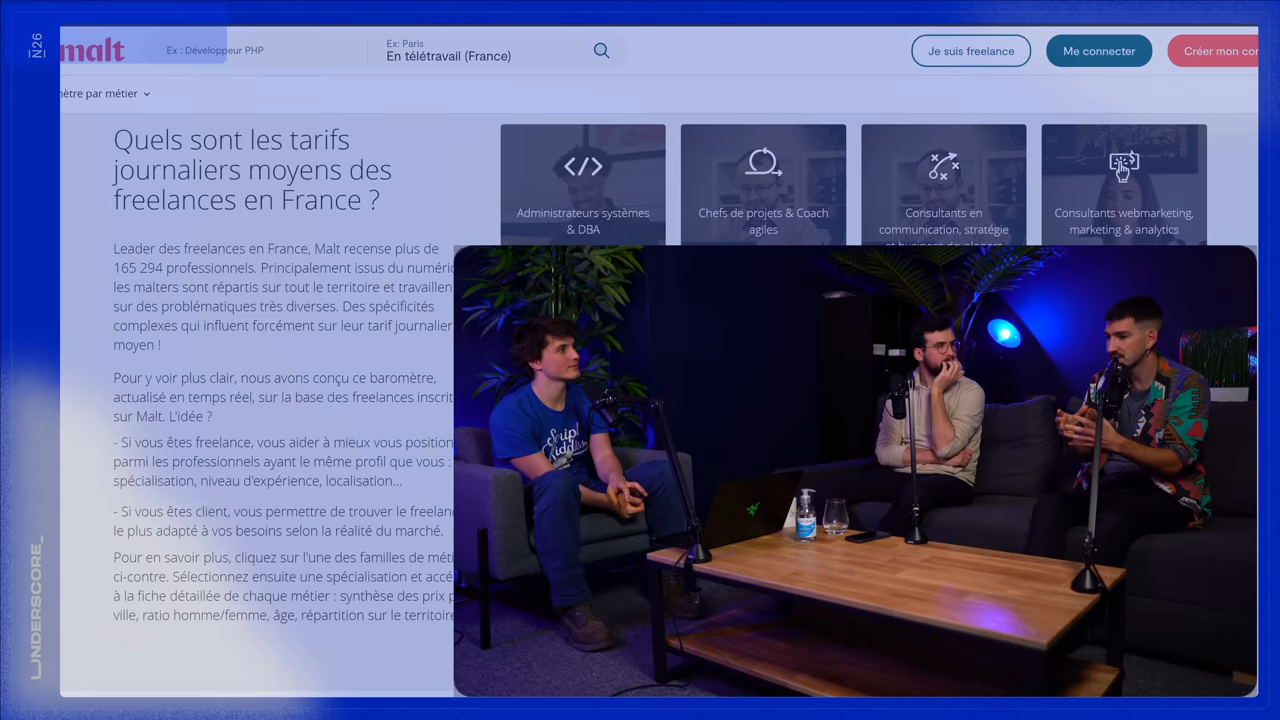 N26
malt
Ex : Développeur PHP
Ex: Paris
En télétravail (France)
Je suis freelance
Me connecter
Créer mon con
ètre par métier
Quels sont les tarifs
journaliers moyens des
freelances en France ?
Leader des freelances en France, Malt recense plus de
165 294 professionnels. Principalement issus du numériq
les malters sont répartis sur tout le territoire et travaillen
sur des problématiques très diverses. Des spécificités
complexes qui influent forcément sur leur tarif journalier
moyen !
Pour y voir plus clair, nous avons conçu ce baromètre,
actualisé en temps réel, sur la base des freelances inscrit
sur Malt. L'idée ?
- Si vous êtes freelance, vous aider à mieux vous position
parmi les professionnels ayant le même profil que vous :
spécialisation, niveau d'expérience, localisation...
- Si vous êtes client, vous permettre de trouver le freelanc
le plus adapté à vos besoins selon la réalité du marché.
Pour en savoir plus, cliquez sur l'une des familles de méti
ci-contre. Sélectionnez ensuite une spécialisation et accé
à la fiche détaillée de chaque métier : synthèse des prix p
ville, ratio homme/femme, âge, répartition sur le territoire
Administrateurs systèmes
& DBA
Chefs de projets & Coach
agiles
Consultants en
communication, stratégie
et business developers
Consultants webmarketing,
marketing & analytics
Script
Kiddies
UNDERSCORE_